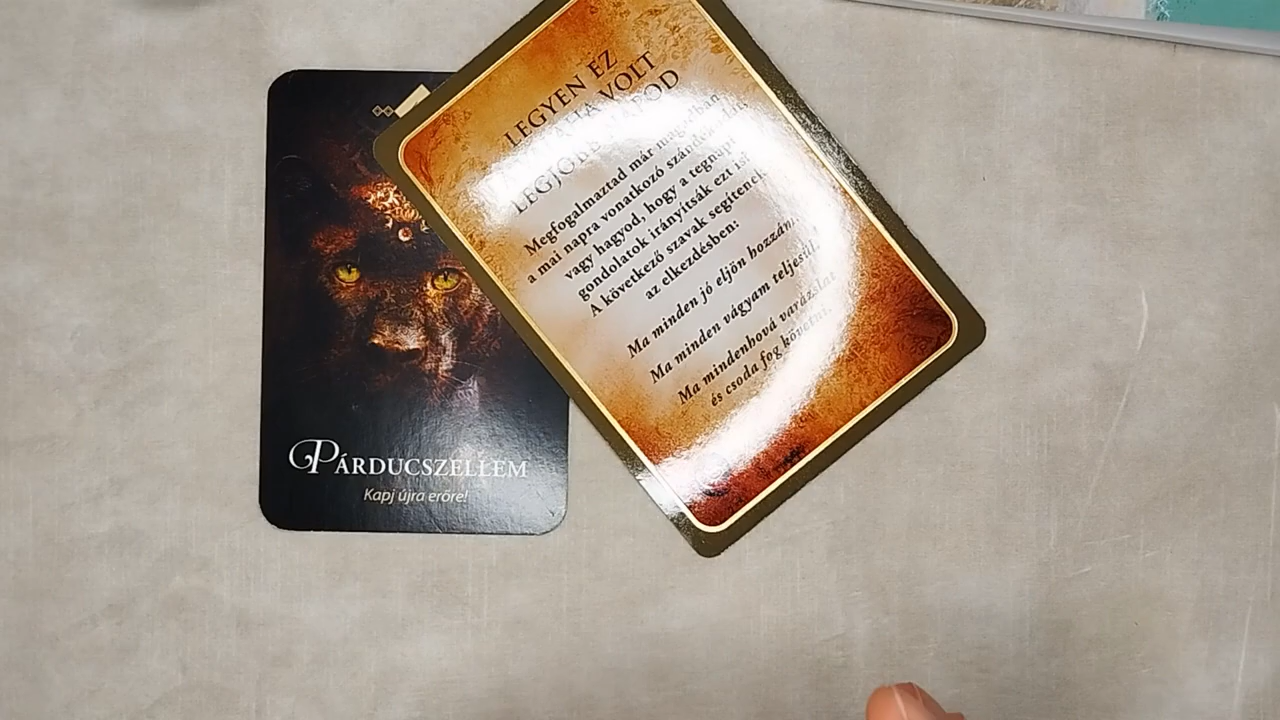 PÁRDUCSZELLEM
Kapj újra erőre!
LEGYEN EZ
VOLT
Megfogalmaztad már magadban
a mai napra vonatkozó
vagy hagyod, hogy a tegnapi
gondolatok irányítsák ezt is?
A következő szavak segítenek
az elkezdésben:
Ma minden jó eljön hozzám.
Ma minden vágyam teljesül.
Ma mindenhová varázslat
és csoda fog követni.